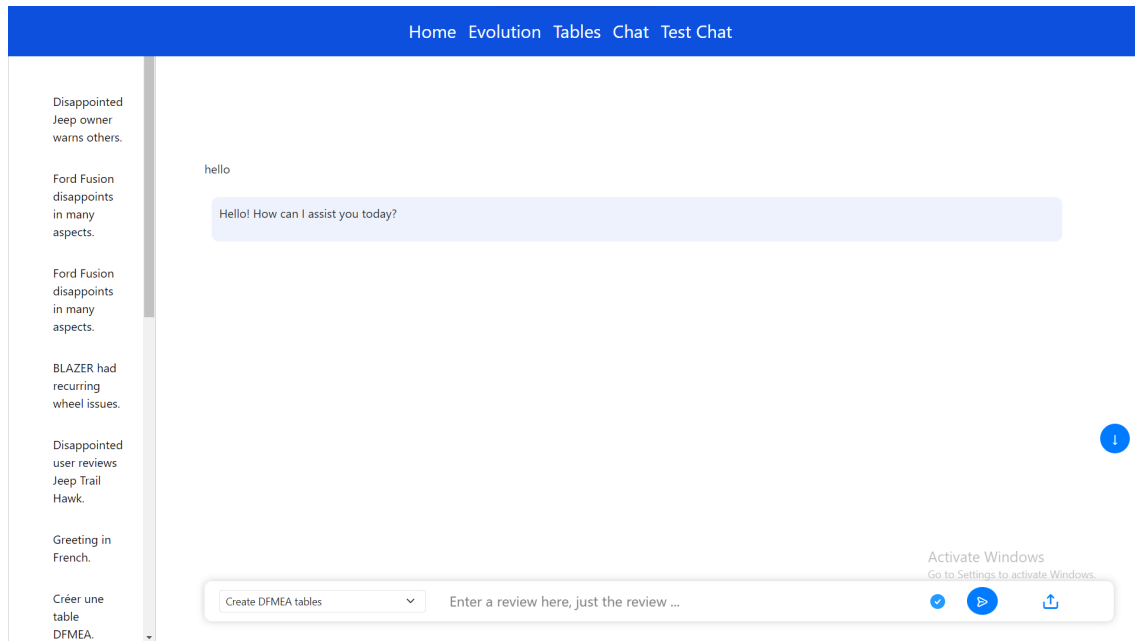 Home Evolution Tables Chat Test Chat
Disappointed
Jeep owner
warns others.
Ford Fusion
disappoints
in many
aspects.
Ford Fusion
disappoints
in many
aspects.
BLAZER had
recurring
wheel issues.
Disappointed
user reviews
Jeep Trail
Hawk.
Greeting in
French.
Créer une
table
DFMEA.
hello
Hello! How can I assist you today?
Activate Windows
Go to Settings to activate Windows.
Create DFMEA tables
Enter a review here, just the review ...